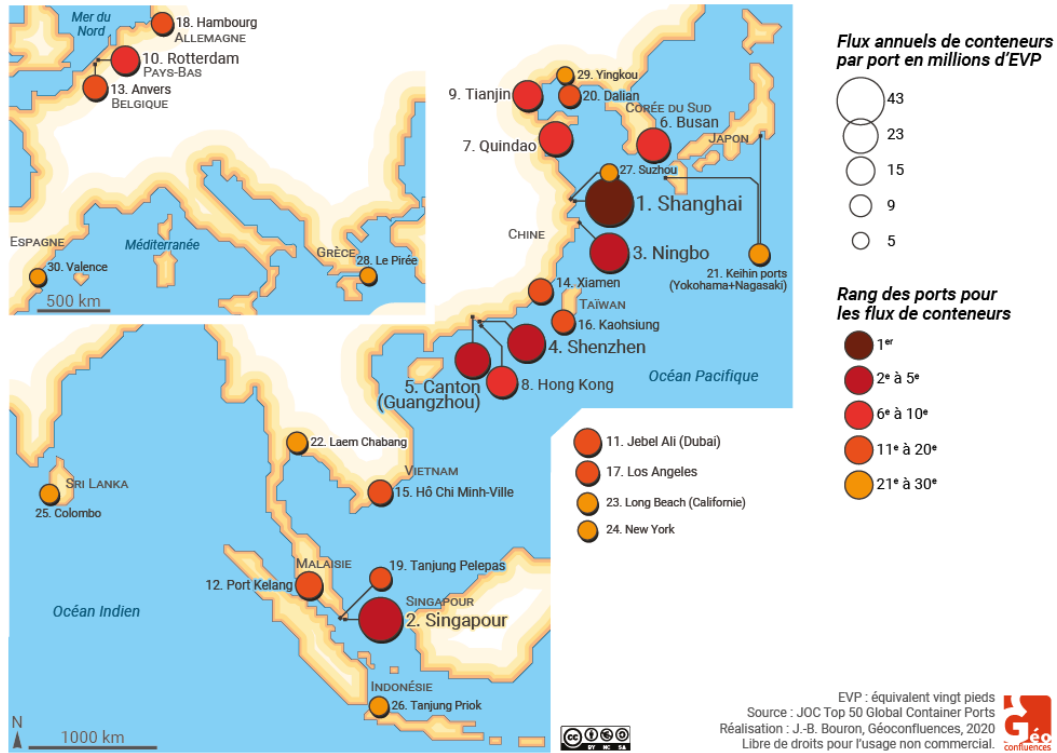 Mer du
Nord
18. Hambourg
ALLEMAGNE
10. Rotterdam
PAYS-BAS
13. Anvers
BELGIQUE
ESPAGNE
Méditerranée
GRÈCE
28. Le Pirée
30. Valence
500 km
29. Yingkou
9. Tianjin
20. Dalian
CORÉE DU SUD
6. Busan
7. Quindao
JAPON
27. Suzhou
1. Shanghai
CHINE
3. Ningbo
21. Keihin ports
(Yokohama+Nagasaki)
14. Xiamen
TAÏWAN
16. Kaohsiung
4. Shenzhen
5. Canton
(Guangzhou)
8. Hong Kong
Océan Pacifique
22. Laem Chabang
VIETNAM
15. Hô Chi Minh-Ville
SRI LANKA
25. Colombo
MALAISIE
19. Tanjung Pelepas
12. Port Kelang
SINGAPOUR
2. Singapour
Océan Indien
INDONÉSIE
26. Tanjung Priok
N
1000 km
11. Jebel Ali (Dubai)
17. Los Angeles
23. Long Beach (Californie)
24. New York
Flux annuels de conteneurs
par port en millions d'EVP
43
23
15
9
5
Rang des ports pour
les flux de conteneurs
1er
2e à 5e
6e à 10e
11e à 20e
21e à 30e
EVP : équivalent vingt pieds
Source : JOC Top 50 Global Container Ports
Réalisation : J.-B. Bouron, Géoconfluences, 2020
Libre de droits pour l'usage non commercial.
cc
BY NC SA
Géo
confluences